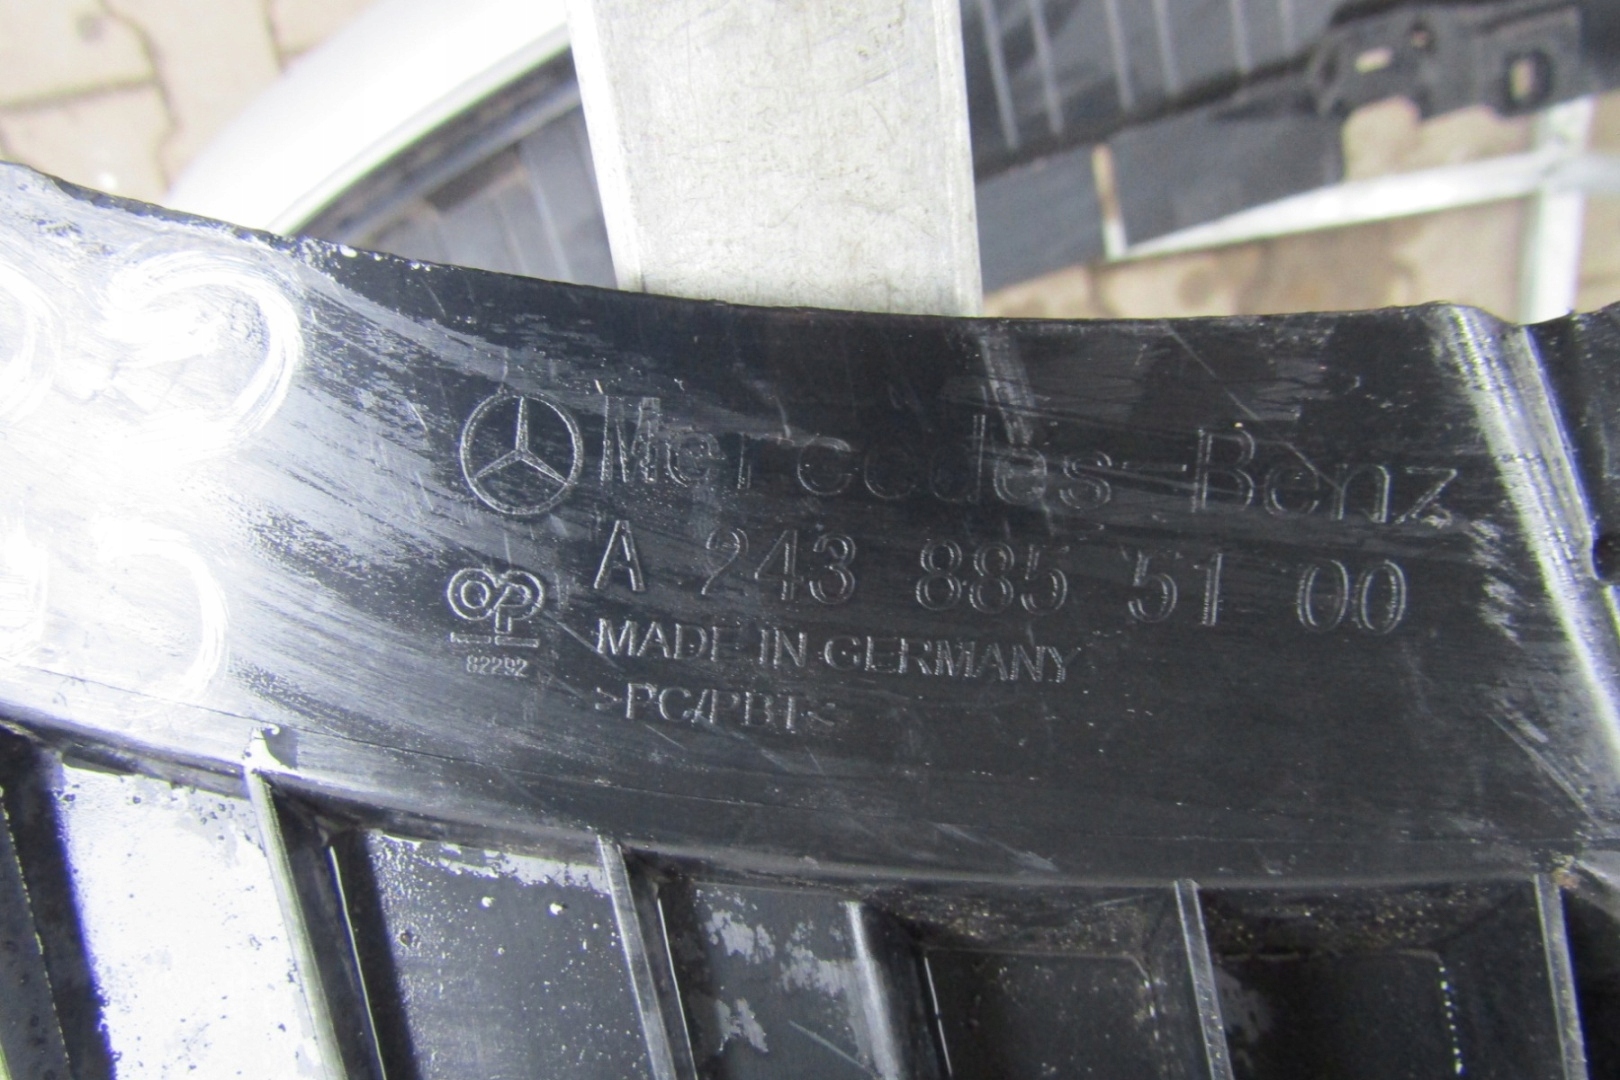 Mercedes-Benz
A 243 885 51 00
MADE IN GERMANY
82292
>PC/PBT<